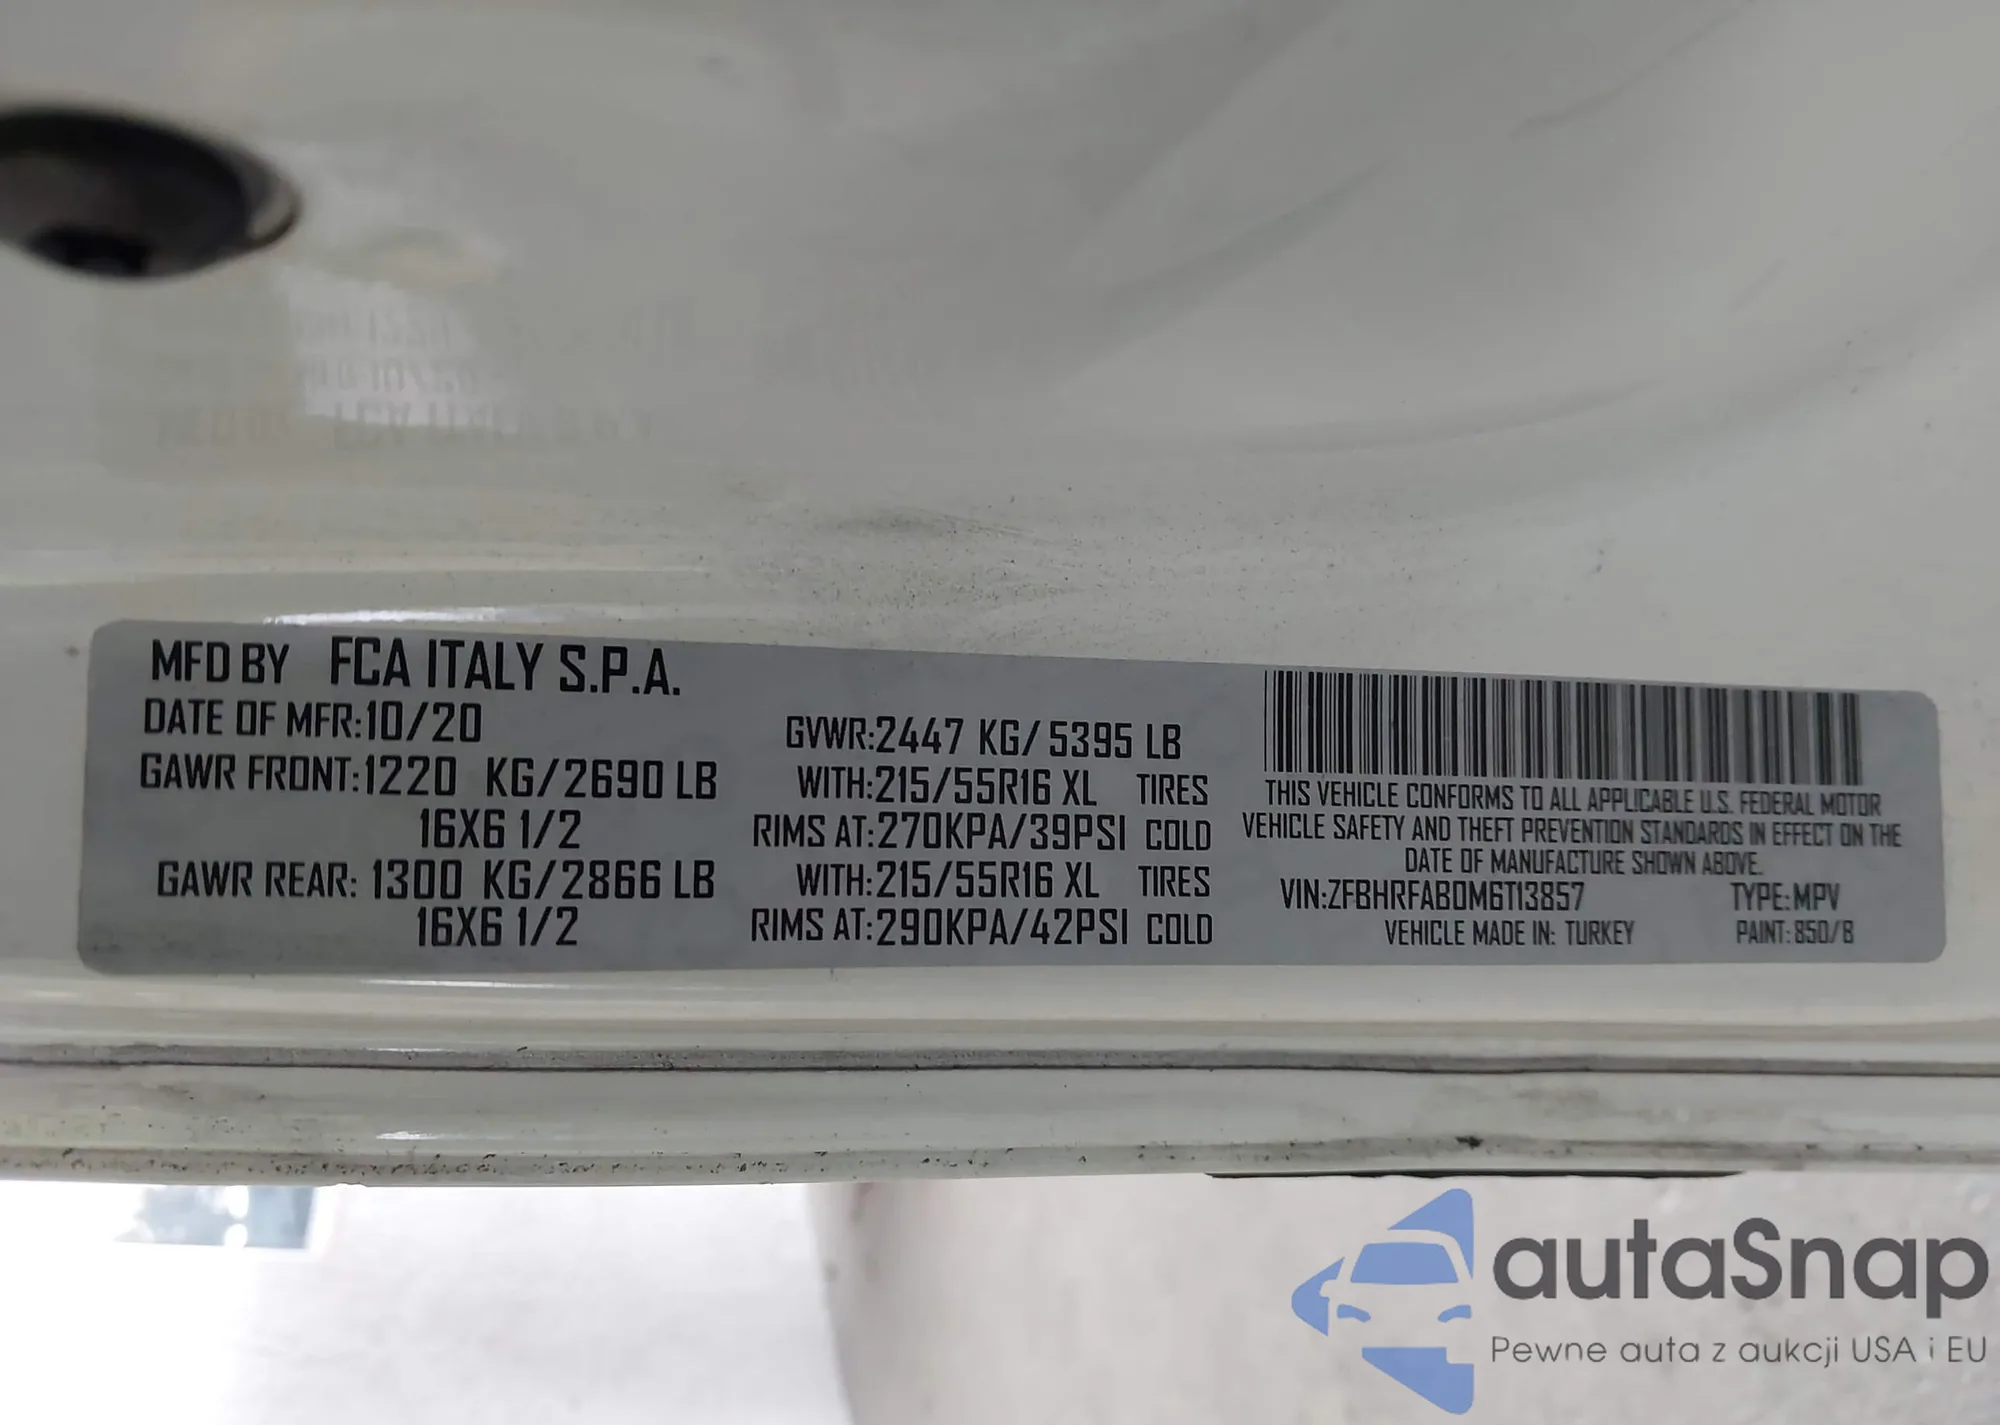 MFD BY FCA ITALY S.P.A.
DATE OF MFR:10/20
GAWR FRONT:1220 KG/2690 LB
16X6 1/2
GAWR REAR: 1300 KG/2866 LB
16X6 1/2
GVWR:2447 KG/5395 LB
WITH:215/55R16 XL TIRES
RIMS AT:270KPA/39PSI COLD
WITH:215/55R16 XL TIRES
RIMS AT:290KPA/42PSI COLD
THIS VEHICLE CONFORMS TO ALL APPLICABLE U.S. FEDERAL MOTOR
VEHICLE SAFETY AND THEFT PREVENTION STANDARDS IN EFFECT ON THE
DATE OF MANUFACTURE SHOWN ABOVE.
VIN:ZFBHRFAB0M6T13857 TYPE:MPV
VEHICLE MADE IN: TURKEY PAINT:850/B
autaSnap
Pewne auta z aukcji USA i EU